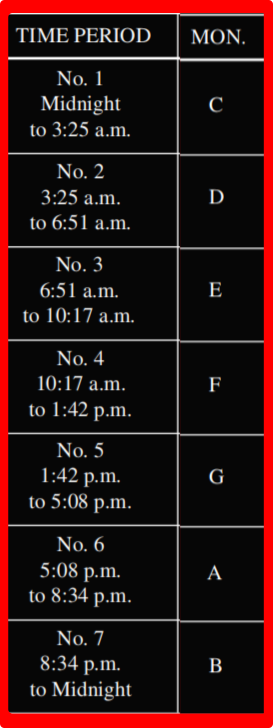 TIME PERIOD MON.
No. 1
Midnight C
to 3:25 a.m.
No. 2
3:25 a.m. D
to 6:51 a.m.
No. 3
6:51 a.m. E
to 10:17 a.m.
No. 4
10:17 a.m. F
to 1:42 p.m.
No. 5
1:42 p.m. G
to 5:08 p.m.
No. 6
5:08 p.m. A
to 8:34 p.m.
No. 7
8:34 p.m. B
to Midnight